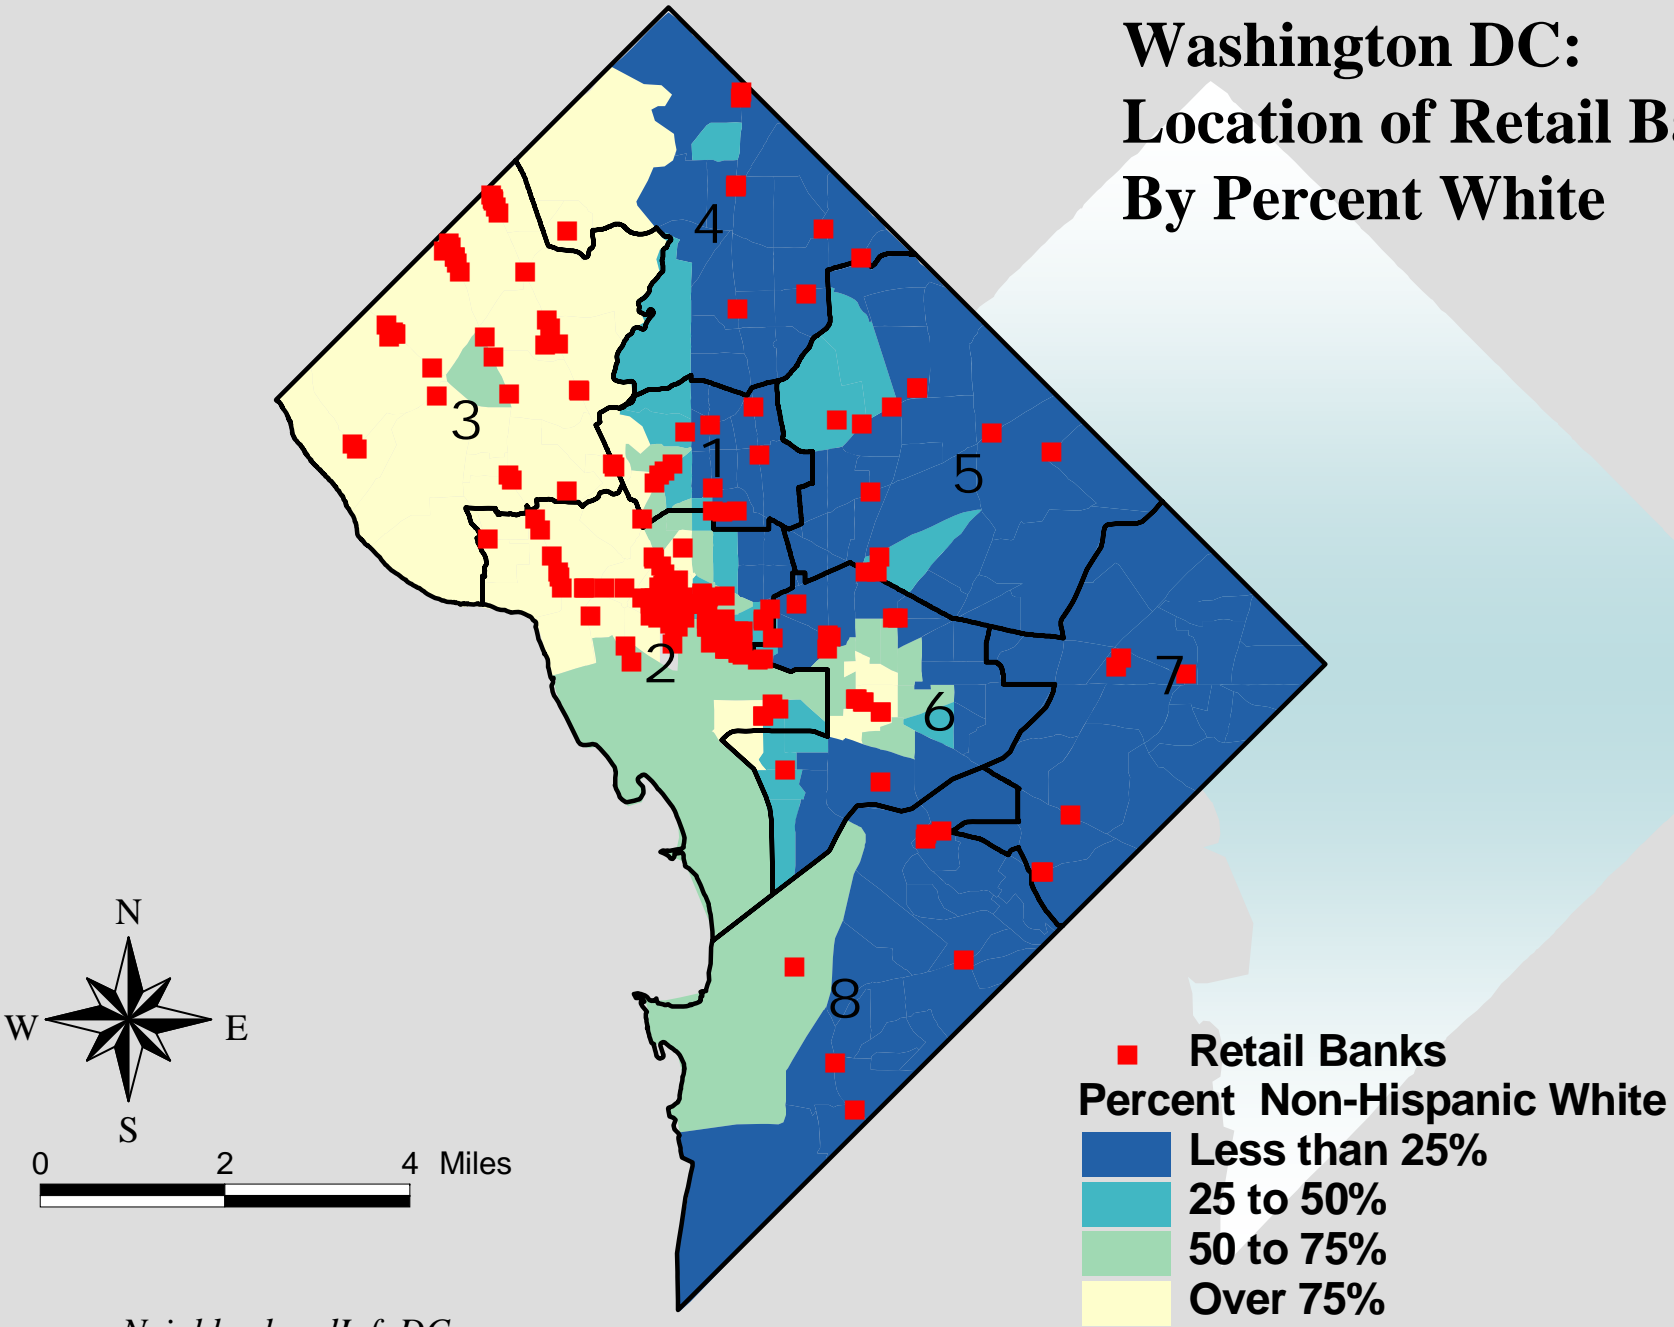 Washington DC:
Location of Retail
By Percent White
4
3
1
5
2
6
7
8
N
W E
S
0 2 4 Miles
Retail Banks
Percent Non-Hispanic White
Less than 25%
25 to 50%
50 to 75%
Over 75%